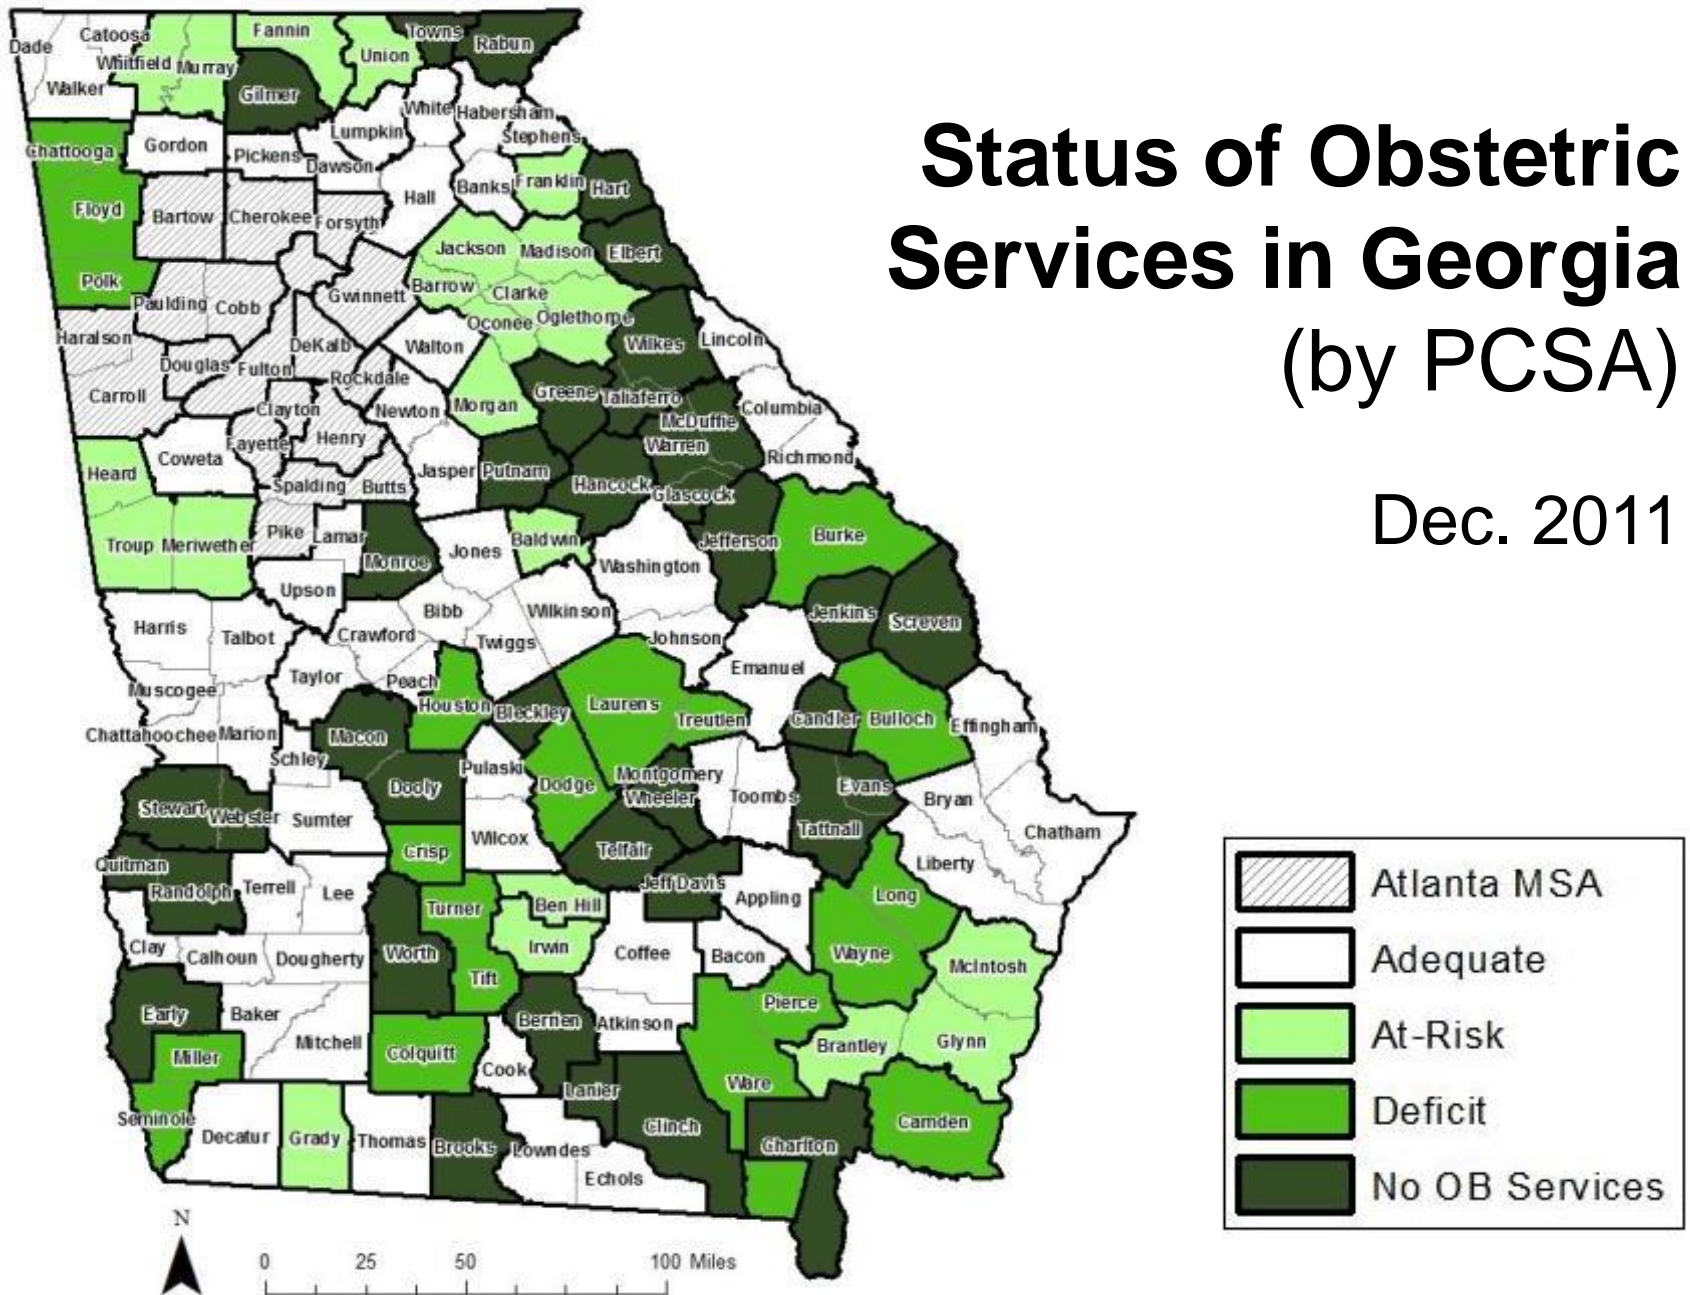 Status of Obstetric
Services in Georgia
(by PCSA)
Dec. 2011
Dade
Catoosa
Fannin
Towns
Rabun
Whitfield
Murray
Union
Walker
Gilmer
White
Habersham
Lumpkin
Stephens
Chattooga
Gordon
Pickens
Dawson
Hall
Banks
Franklin
Hart
Floyd
Bartow
Cherokee
Forsyth
Jackson
Madison
Elbert
Polk
Paulding
Cobb
Gwinnett
Barrow
Clarke
Oconee
Oglethorpe
Haralson
Douglas
Fulton
DeKalb
Walton
Wilkes
Lincoln
Carroll
Rockdale
Clayton
Newton
Morgan
Greene
Taliaferro
McDuffie
Columbia
Warren
Richmond
Heard
Coweta
Fayette
Henry
Spalding
Butts
Jasper
Putnam
Hancock
Glascock
Troup
Meriwether
Pike
Lamar
Monroe
Jones
Baldwin
Washington
Jefferson
Burke
Upson
Bibb
Wilkinson
Jenkins
Screven
Harris
Talbot
Crawford
Twiggs
Johnson
Emanuel
Taylor
Peach
Muscogee
Houston
Bleckley
Laurens
Treutlen
Candler
Bulloch
Effingham
Chattahoochee
Marion
Macon
Schley
Pulaski
Dodge
Montgomery
Wheeler
Toombs
Evans
Bryan
Stewart
Webster
Sumter
Dooly
Tattnall
Chatham
Quitman
Crisp
Wilcox
Telfair
Liberty
Randolph
Terrell
Lee
Turner
Ben Hill
Jeff Davis
Appling
Long
Clay
Calhoun
Dougherty
Worth
Tift
Irwin
Coffee
Bacon
Wayne
McIntosh
Early
Baker
Mitchell
Berrien
Atkinson
Pierce
Brantley
Glynn
Miller
Colquitt
Cook
Lanier
Ware
Seminole
Decatur
Grady
Thomas
Brooks
Lowndes
Echols
Clinch
Charlton
Camden
Atlanta MSA
Adequate
At-Risk
Deficit
No OB Services
N
0 25 50 100 Miles